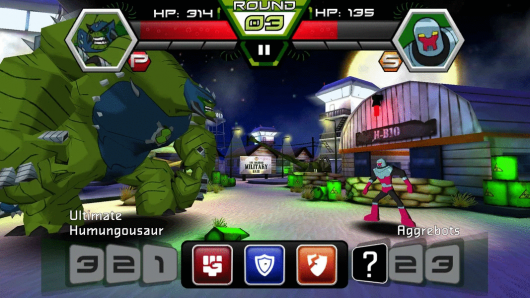 HP: 314
ROUND
03
HP: 135
P
S
H-B10
MILITARY
Ultimate
Humungousaur
Aggrebots
3 2 1
? 2 3